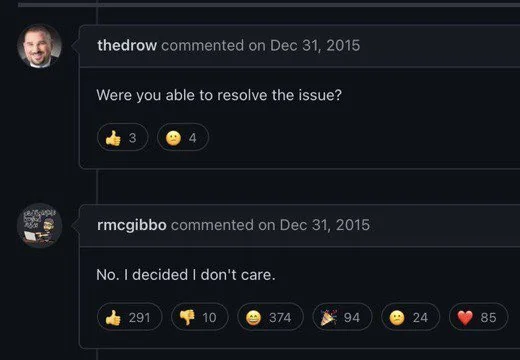 thedrow commented on Dec 31, 2015
Were you able to resolve the issue?
👍 3 😕 4
rmcgibbo commented on Dec 31, 2015
No. I decided I don't care.
👍 291 👎 10 😄 374 🎉 94 😕 24 ❤️ 85